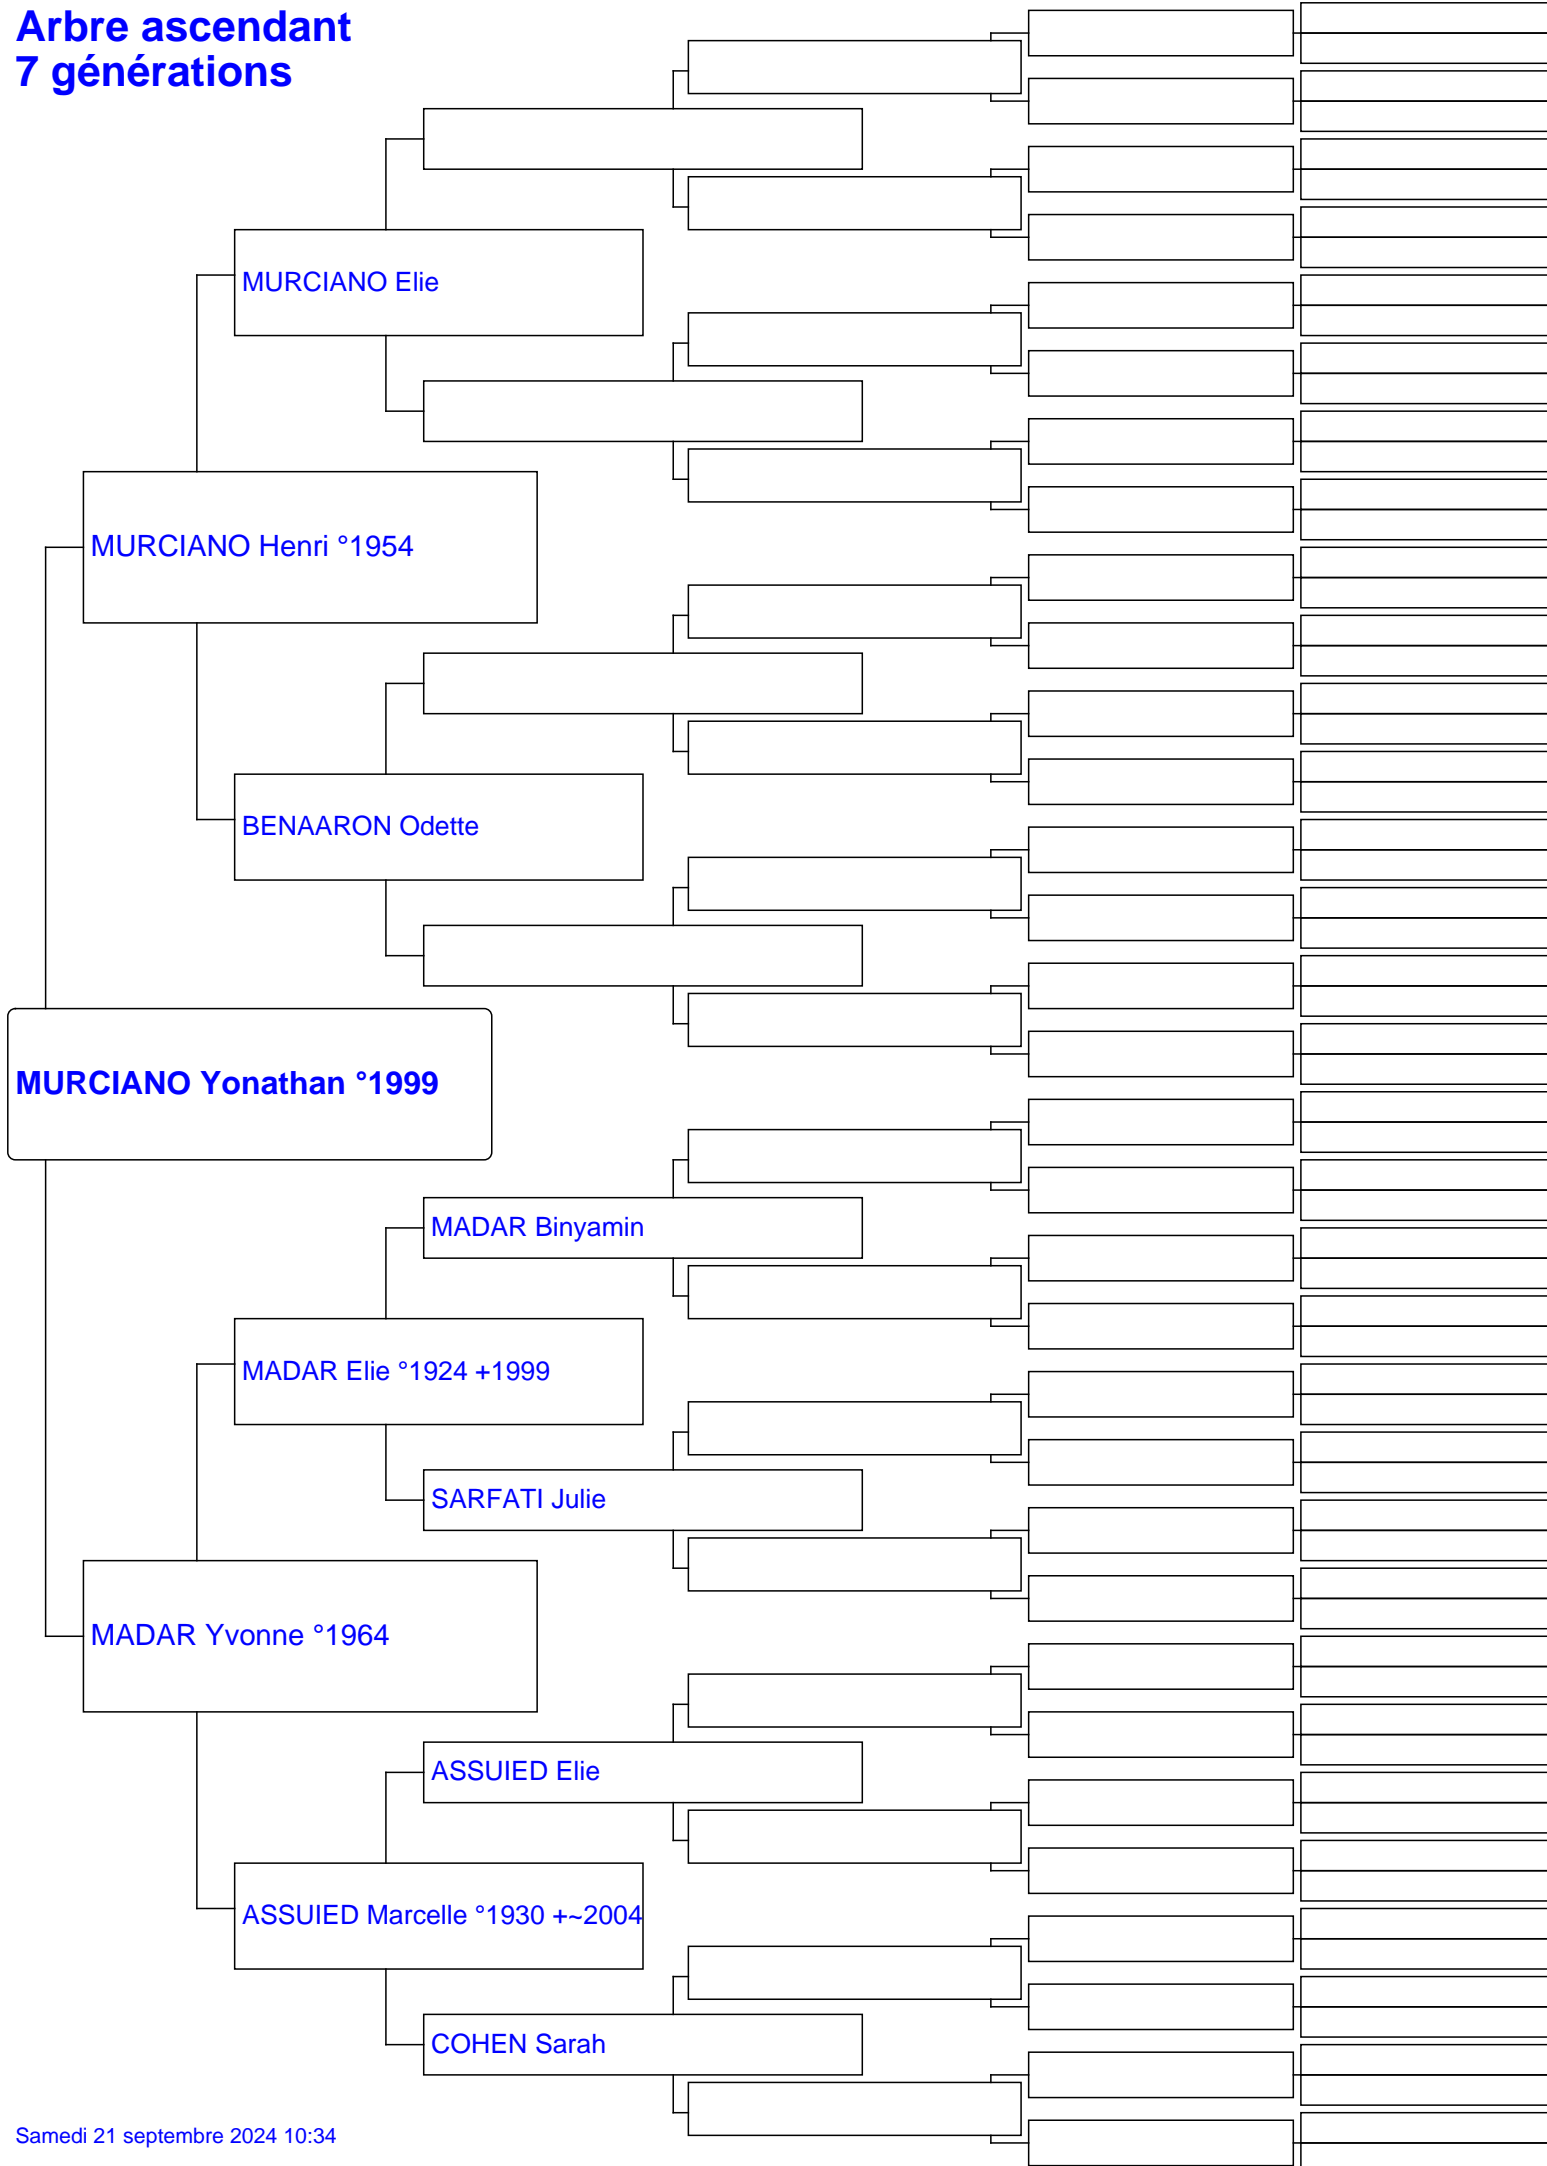 Arbre ascendant
7 générations
MURCIANO Elie
MURCIANO Henri °1954
BENAARON Odette
MURCIANO Yonathan °1999
MADAR Binyamin
MADAR Elie °1924 +1999
SARFATI Julie
MADAR Yvonne °1964
ASSUIED Elie
ASSUIED Marcelle °1930 +~2004
COHEN Sarah
Samedi 21 septembre 2024 10:34